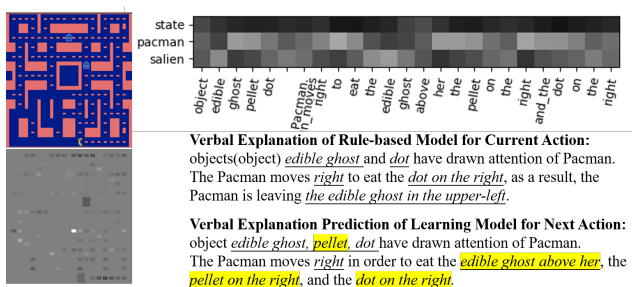 state
pacman
salien
object
edible
ghost
pellet
dot
Pacman
n_moves
right
to
eat
the
edible
ghost
above
her
the
pellet
on
the
right
and_the
dot
on
the
right
Verbal Explanation of Rule-based Model for Current Action:
objects(object) edible ghost and dot have drawn attention of Pacman.
The Pacman moves right to eat the dot on the right, as a result, the
Pacman is leaving the edible ghost in the upper-left.
Verbal Explanation Prediction of Learning Model for Next Action:
object edible ghost, pellet, dot have drawn attention of Pacman.
The Pacman moves right in order to eat the edible ghost above her, the
pellet on the right, and the dot on the right.